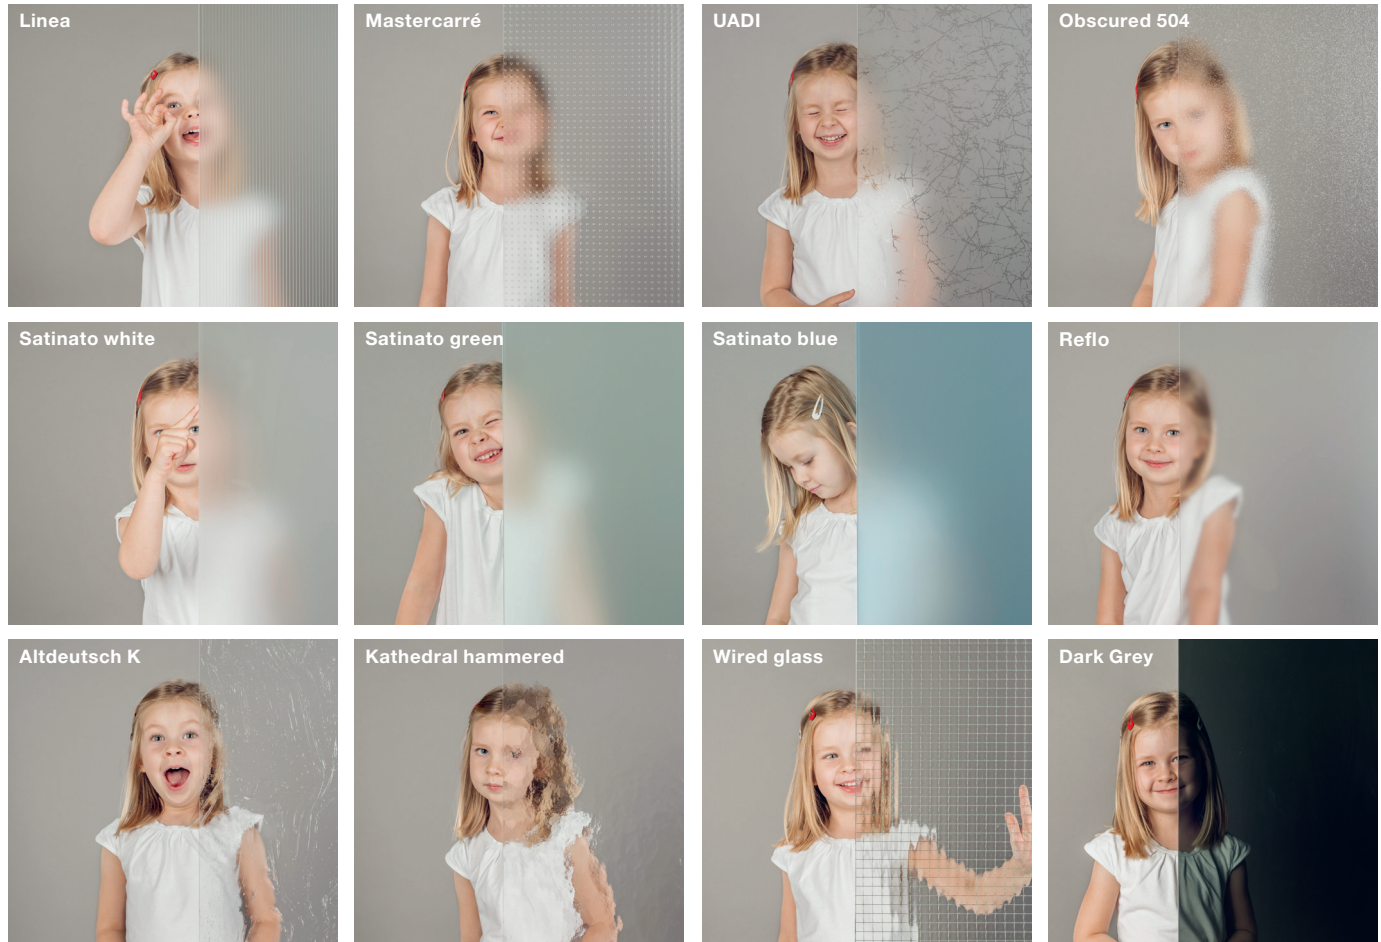 Linea
Mastercarré
UADI
Obscured 504
Satinato white
Satinato green
Satinato blue
Reflo
Altdeutsch K
Kathedral hammered
Wired glass
Dark Grey